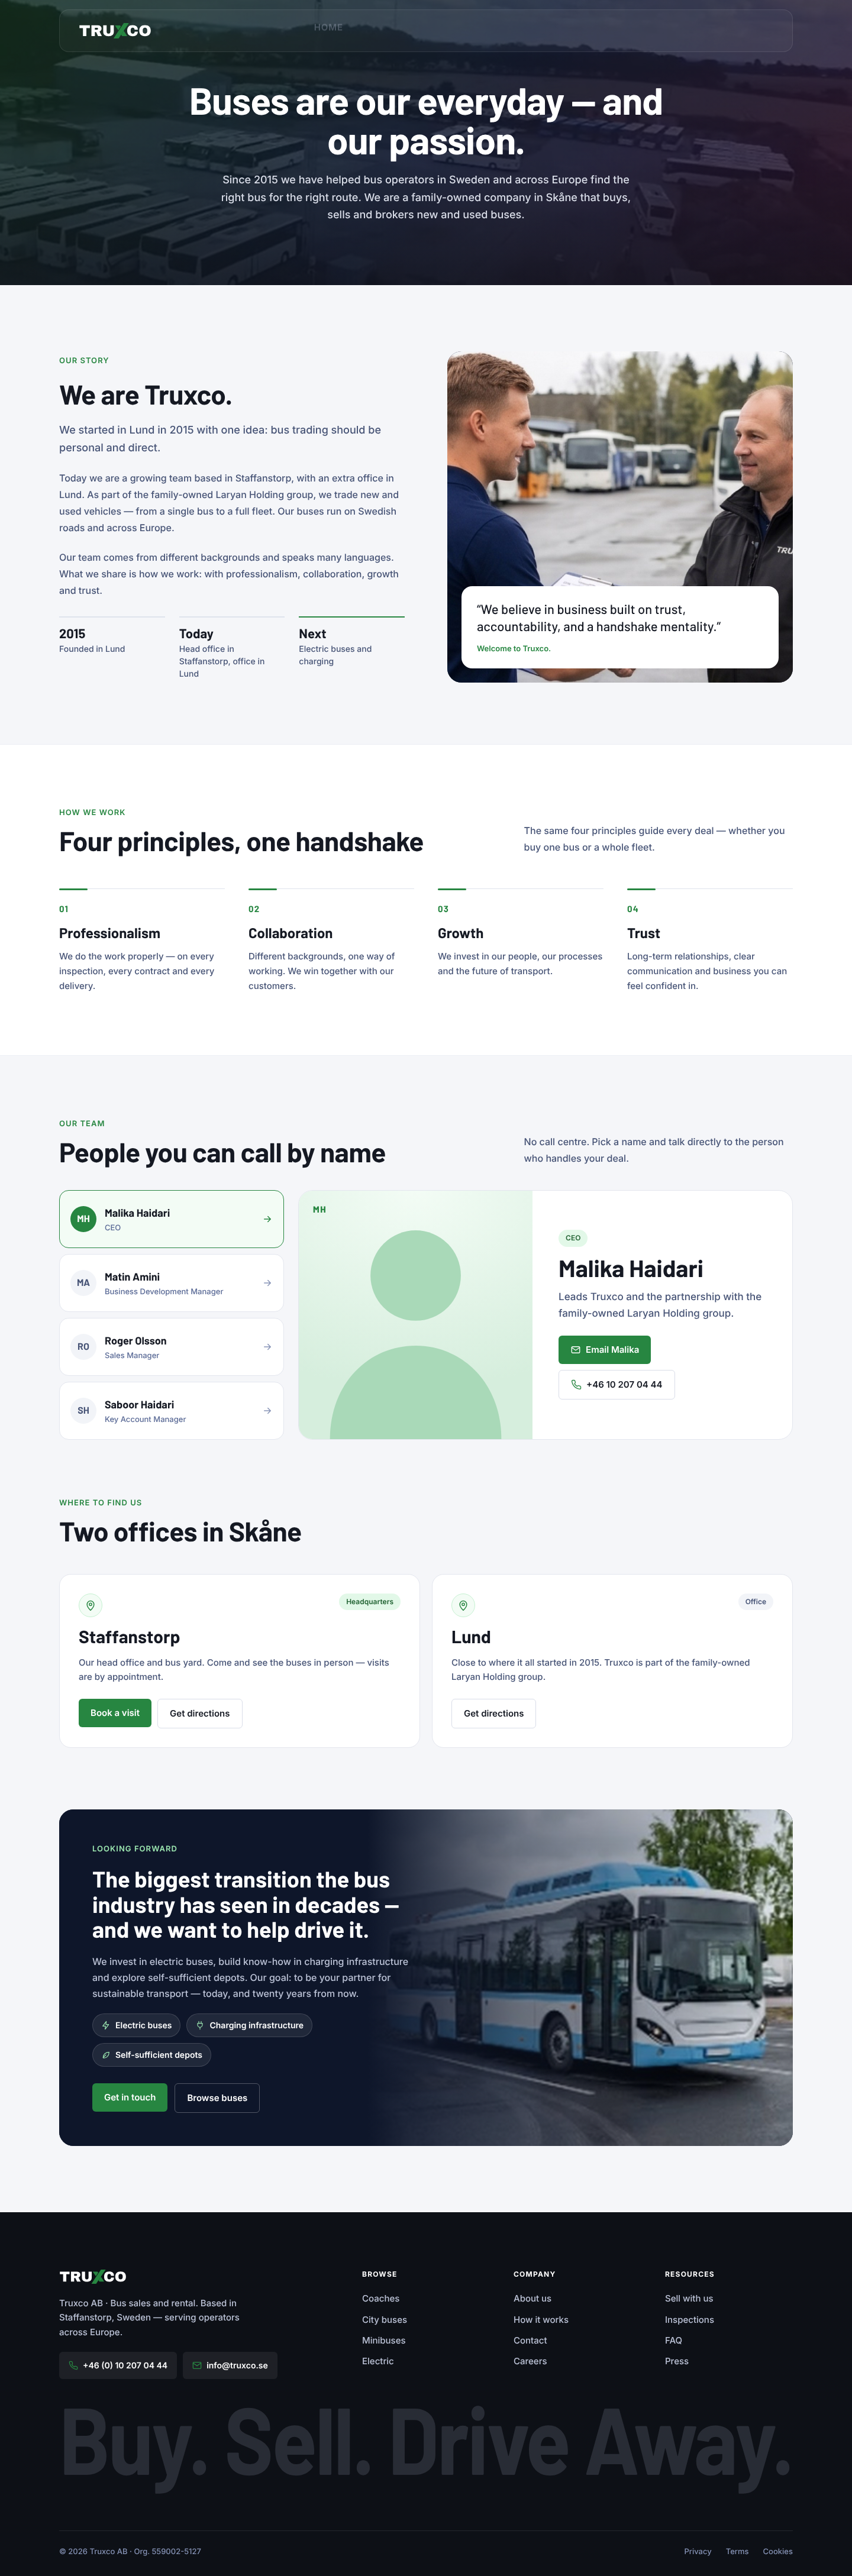 TRUXCO
HOME
Buses are our everyday — and
our passion.
Since 2015 we have helped bus operators in Sweden and across Europe find the
right bus for the right route. We are a family-owned company in Skåne that buys,
sells and brokers new and used buses.
OUR STORY
We are Truxco.
We started in Lund in 2015 with one idea: bus trading should be
personal and direct.
Today we are a growing team based in Staffanstorp, with an extra office in
Lund. As part of the family-owned Laryan Holding group, we trade new and
used vehicles — from a single bus to a full fleet. Our buses run on Swedish
roads and across Europe.
Our team comes from different backgrounds and speaks many languages.
What we share is how we work: with professionalism, collaboration, growth
and trust.
2015
Founded in Lund
Today
Head office in
Staffanstorp, office in
Lund
Next
Electric buses and
charging
TRU
“We believe in business built on trust,
accountability, and a handshake mentality.”
Welcome to Truxco.
HOW WE WORK
Four principles, one handshake
The same four principles guide every deal — whether you
buy one bus or a whole fleet.
01
Professionalism
We do the work properly — on every
inspection, every contract and every
delivery.
02
Collaboration
Different backgrounds, one way of
working. We win together with our
customers.
03
Growth
We invest in our people, our processes
and the future of transport.
04
Trust
Long-term relationships, clear
communication and business you can
feel confident in.
OUR TEAM
People you can call by name
No call centre. Pick a name and talk directly to the person
who handles your deal.
MH
Malika Haidari
CEO
MA
Matin Amini
Business Development Manager
RO
Roger Olsson
Sales Manager
SH
Saboor Haidari
Key Account Manager
MH
CEO
Malika Haidari
Leads Truxco and the partnership with the
family-owned Laryan Holding group.
Email Malika
+46 10 207 04 44
WHERE TO FIND US
Two offices in Skåne
Headquarters
Staffanstorp
Our head office and bus yard. Come and see the buses in person — visits
are by appointment.
Book a visit
Get directions
Office
Lund
Close to where it all started in 2015. Truxco is part of the family-owned
Laryan Holding group.
Get directions
LOOKING FORWARD
The biggest transition the bus
industry has seen in decades —
and we want to help drive it.
We invest in electric buses, build know-how in charging infrastructure
and explore self-sufficient depots. Our goal: to be your partner for
sustainable transport — today, and twenty years from now.
Electric buses
Charging infrastructure
Self-sufficient depots
Get in touch
Browse buses
TRUXCO
Truxco AB · Bus sales and rental. Based in
Staffanstorp, Sweden — serving operators
across Europe.
+46 (0) 10 207 04 44
info@truxco.se
BROWSE
Coaches
City buses
Minibuses
Electric
COMPANY
About us
How it works
Contact
Careers
RESOURCES
Sell with us
Inspections
FAQ
Press
Buy. Sell. Drive Away.
© 2026 Truxco AB · Org. 559002-5127
Privacy
Terms
Cookies